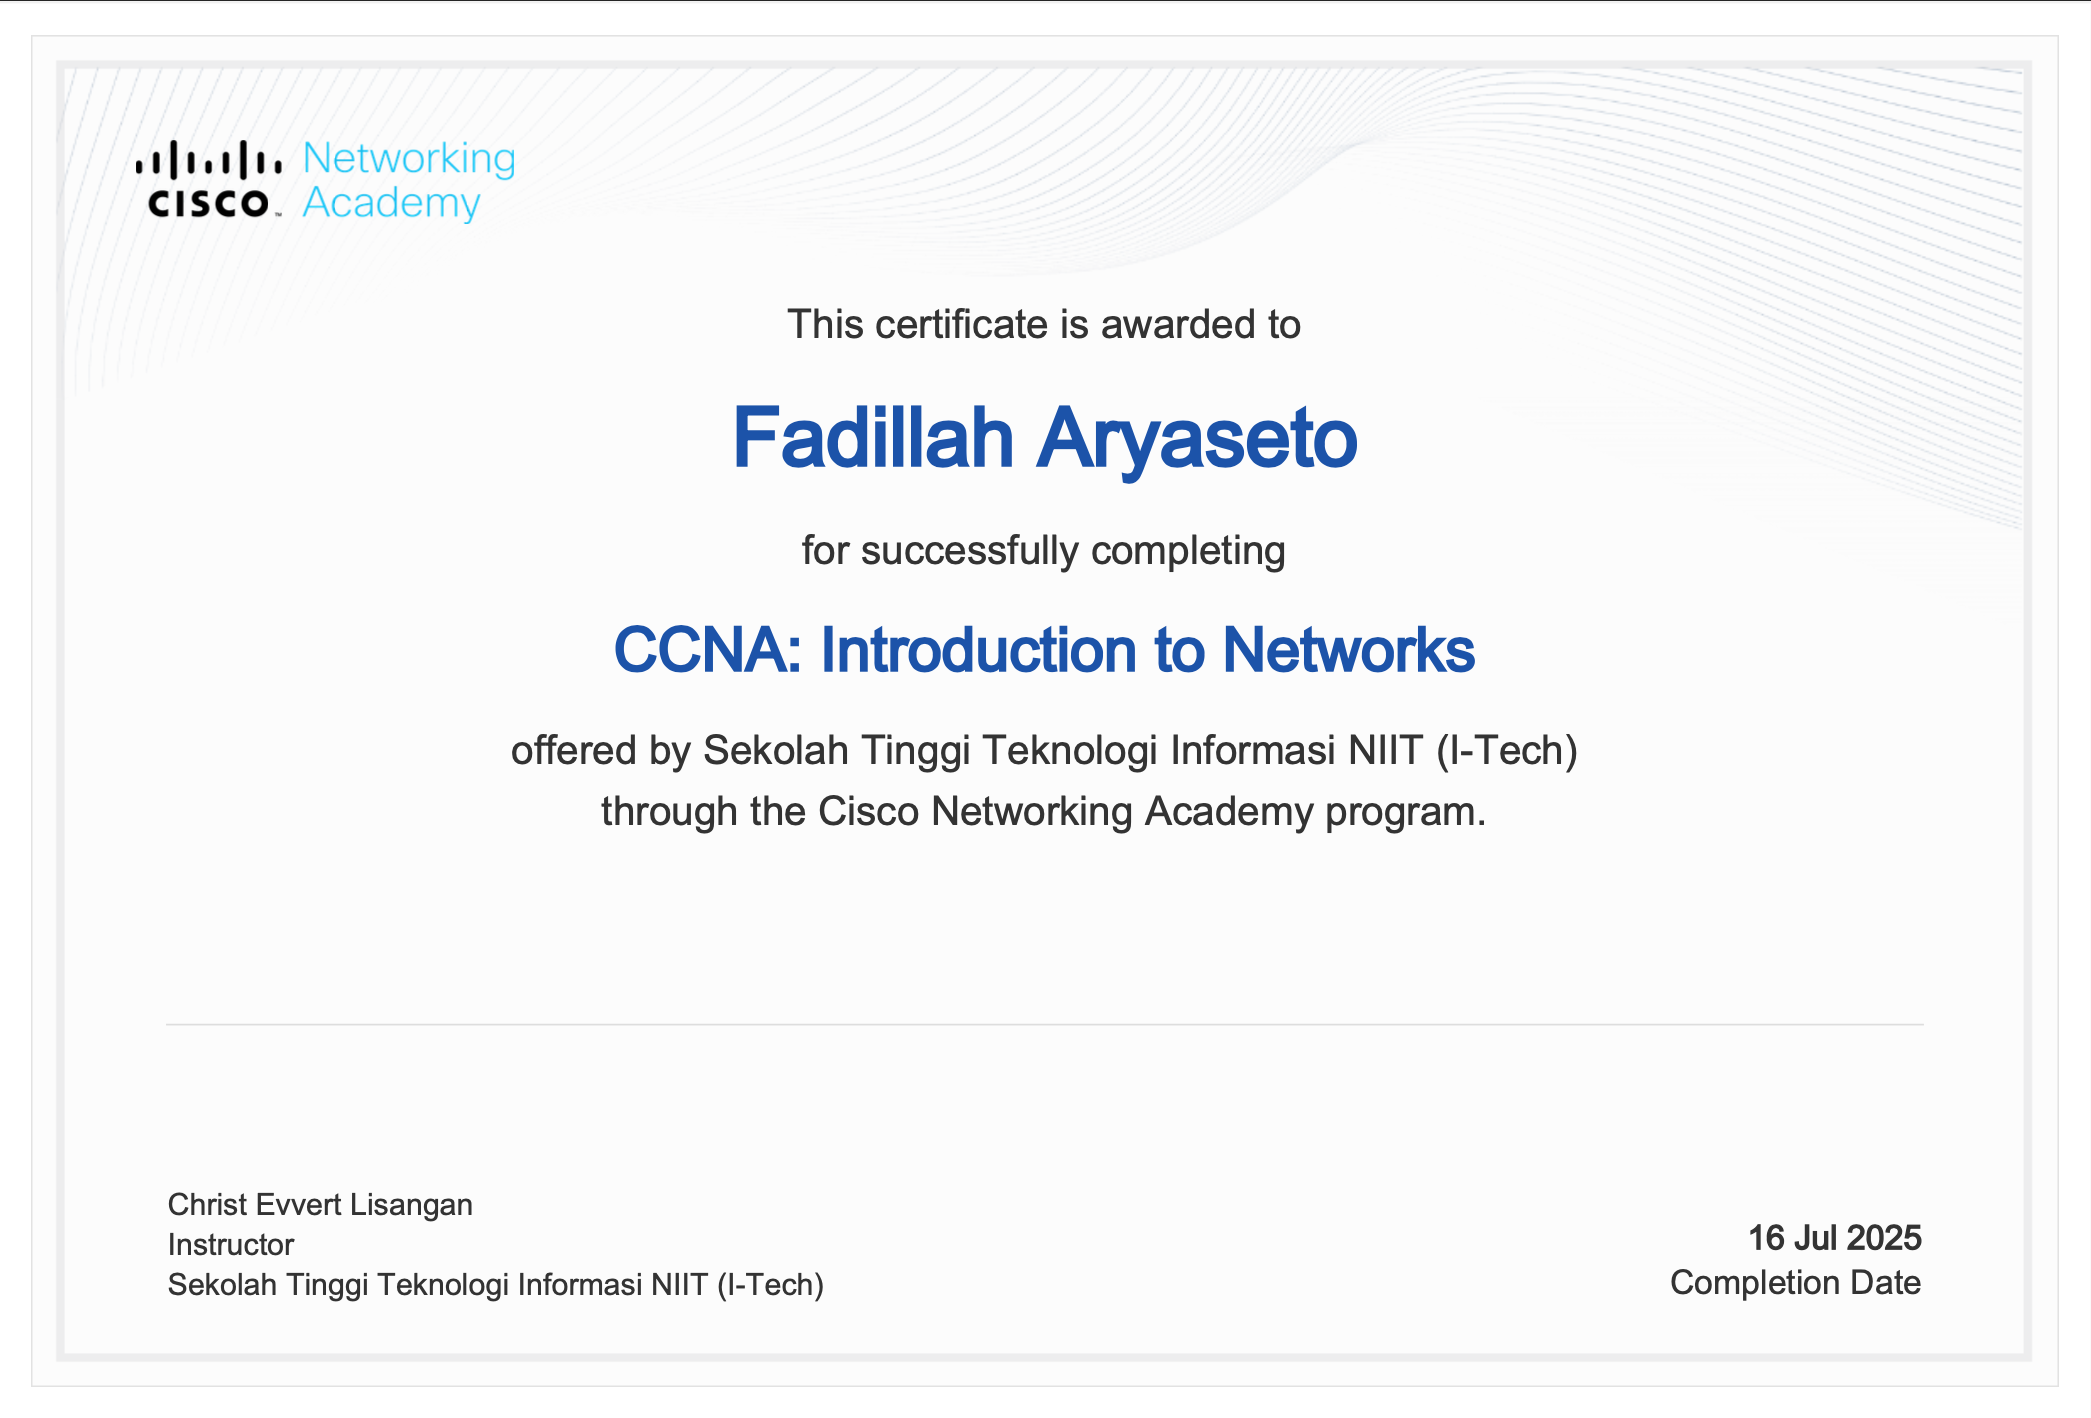 CISCO™ Networking Academy
This certificate is awarded to
Fadillah Aryaseto
for successfully completing
CCNA: Introduction to Networks
offered by Sekolah Tinggi Teknologi Informasi NIIT (I-Tech)
through the Cisco Networking Academy program.
Christ Evvert Lisangan
Instructor
Sekolah Tinggi Teknologi Informasi NIIT (I-Tech)
16 Jul 2025
Completion Date